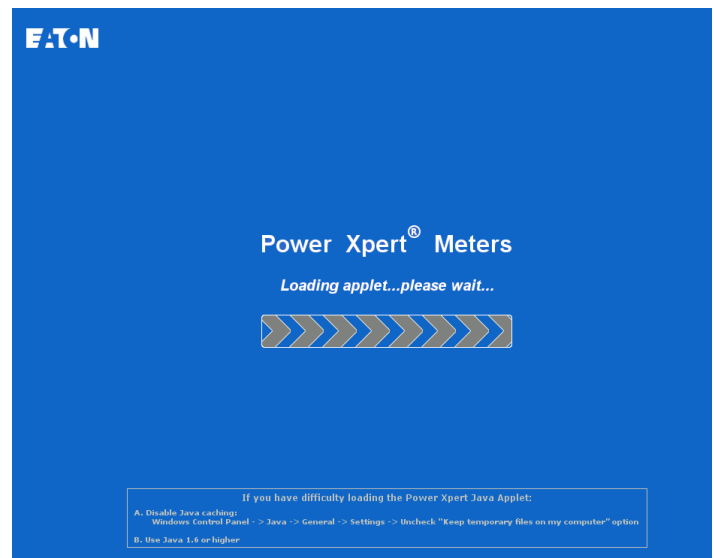 EATON
Power Xpert® Meters
Loading applet...please wait...
If you have difficulty loading the Power Xpert Java Applet:
A. Disable Java caching:
Windows Control Panel - > Java -> General -> Settings -> Uncheck "Keep temporary files on my computer" option
B. Use Java 1.6 or higher